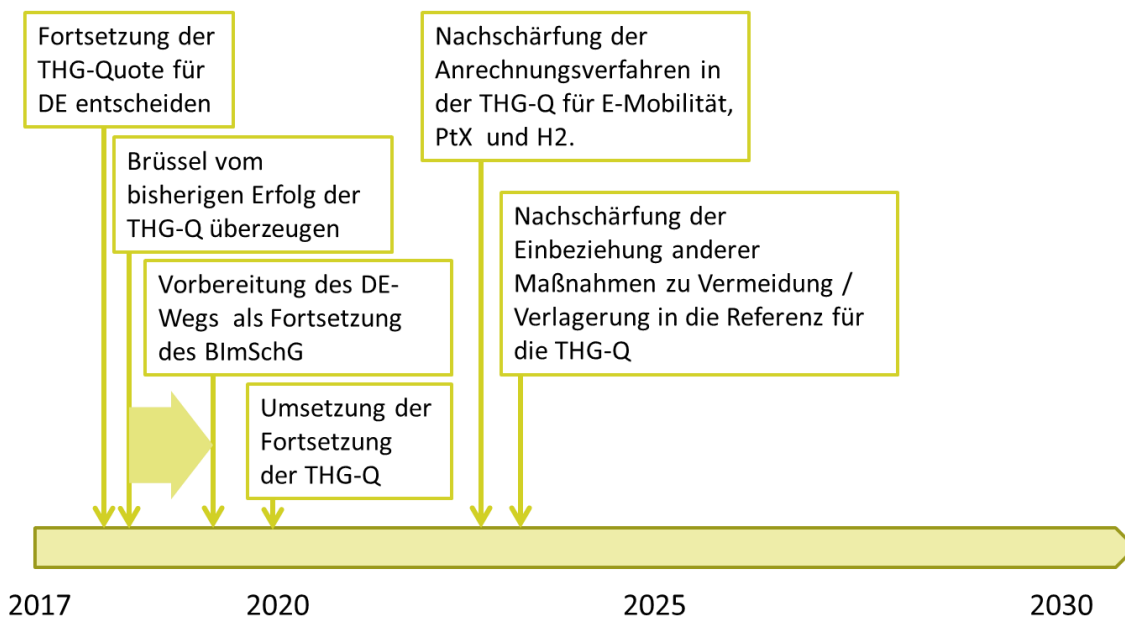 Fortsetzung der
THG-Quote für
DE entscheiden
Brüssel vom
bisherigen Erfolg der
THG-Q überzeugen
Vorbereitung des DE-
Wegs als Fortsetzung
des BImSchG
Umsetzung der
Fortsetzung
der THG-Q
Nachschärfung der
Anrechnungsverfahren in
der THG-Q für E-Mobilität,
PtX und H2.
Nachschärfung der
Einbeziehung anderer
Maßnahmen zu Vermeidung /
Verlagerung in die Referenz für
die THG-Q
2017 2020 2025 2030